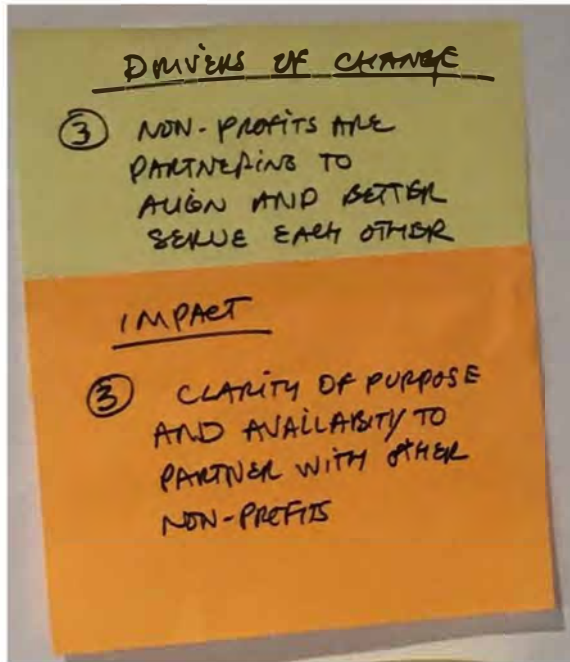 DRIVERS OF CHANGE
③ NON-PROFITS ARE
PARTNERING TO
ALIGN AND BETTER
SERVE EACH OTHER
IMPACT
③ CLARITY OF PURPOSE
AND AVAILABITY TO
PARTNER WITH OTHER
NON-PROFITS